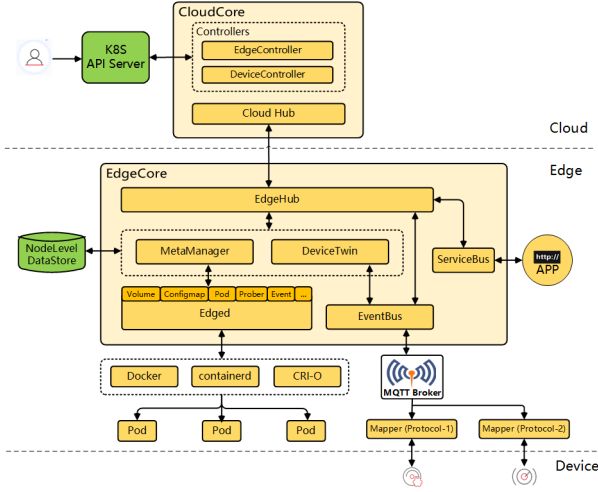 CloudCore
Controllers
EdgeController
DeviceController
K8S
API Server
Cloud Hub
Cloud
EdgeCore
Edge
EdgeHub
NodeLevel
DataStore
MetaManager
DeviceTwin
ServiceBus
http://
APP
Volume
Configmap
Pod
Prober
Event
...
Edged
EventBus
Docker
containerd
CRI-O
MQTT Broker
Pod
Pod
Pod
Mapper (Protocol-1)
Mapper (Protocol-2)
Device